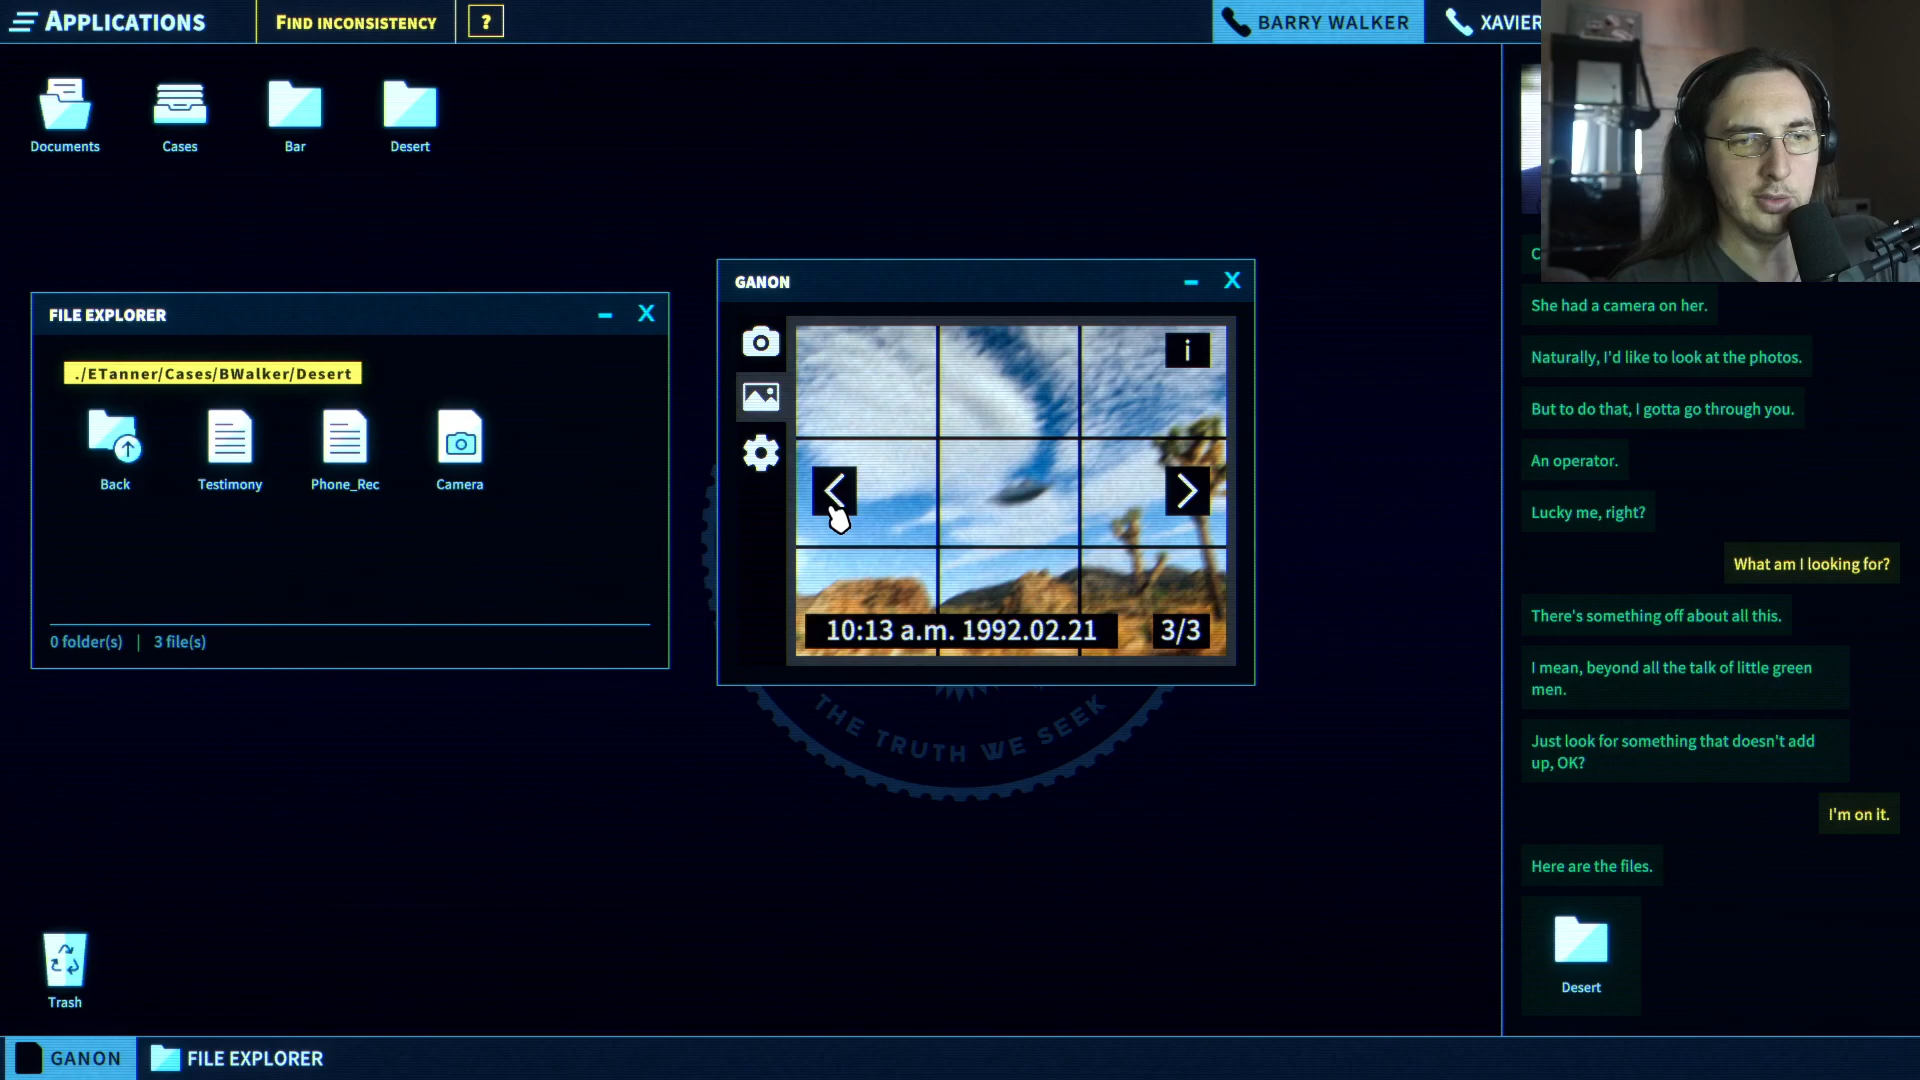 APPLICATIONS
FIND INCONSISTENCY
?
BARRY WALKER
XAVIER
Documents
Cases
Bar
Desert
FILE EXPLORER
./ETanner/Cases/BWalker/Desert
Back
Testimony
Phone_Rec
Camera
0 folder(s) | 3 file(s)
GANON
i
10:13 a.m. 1992.02.21
3/3
THE TRUTH WE SEEK
She had a camera on her.
Naturally, I'd like to look at the photos.
But to do that, I gotta go through you.
An operator.
Lucky me, right?
What am I looking for?
There's something off about all this.
I mean, beyond all the talk of little green
men.
Just look for something that doesn't add
up, OK?
I'm on it.
Here are the files.
Desert
Trash
GANON
FILE EXPLORER